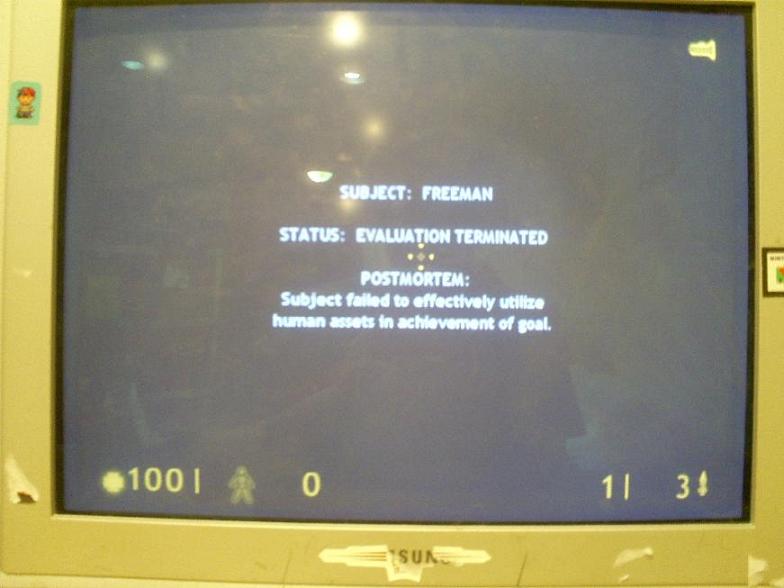 SUBJECT: FREEMAN
STATUS: EVALUATION TERMINATED
POSTMORTEM:
Subject failed to effectively utilize
human assets in achievement of goal.
100| 0 1| 3